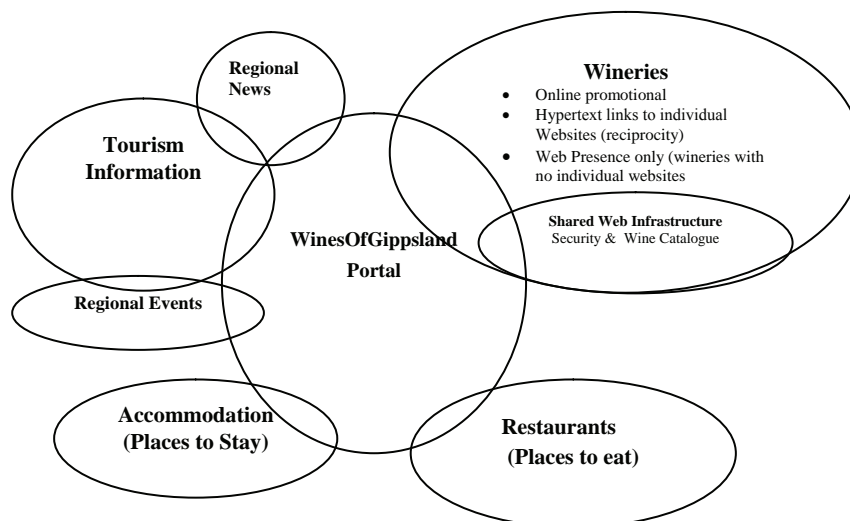 Regional
News
Wineries
• Online promotional
• Hypertext links to individual
Websites (reciprocity)
• Web Presence only (wineries with
no individual websites
Tourism
Information
Shared Web Infrastructure
Security & Wine Catalogue
WinesOfGippsland
Portal
Regional Events
Accommodation
(Places to Stay)
Restaurants
(Places to eat)